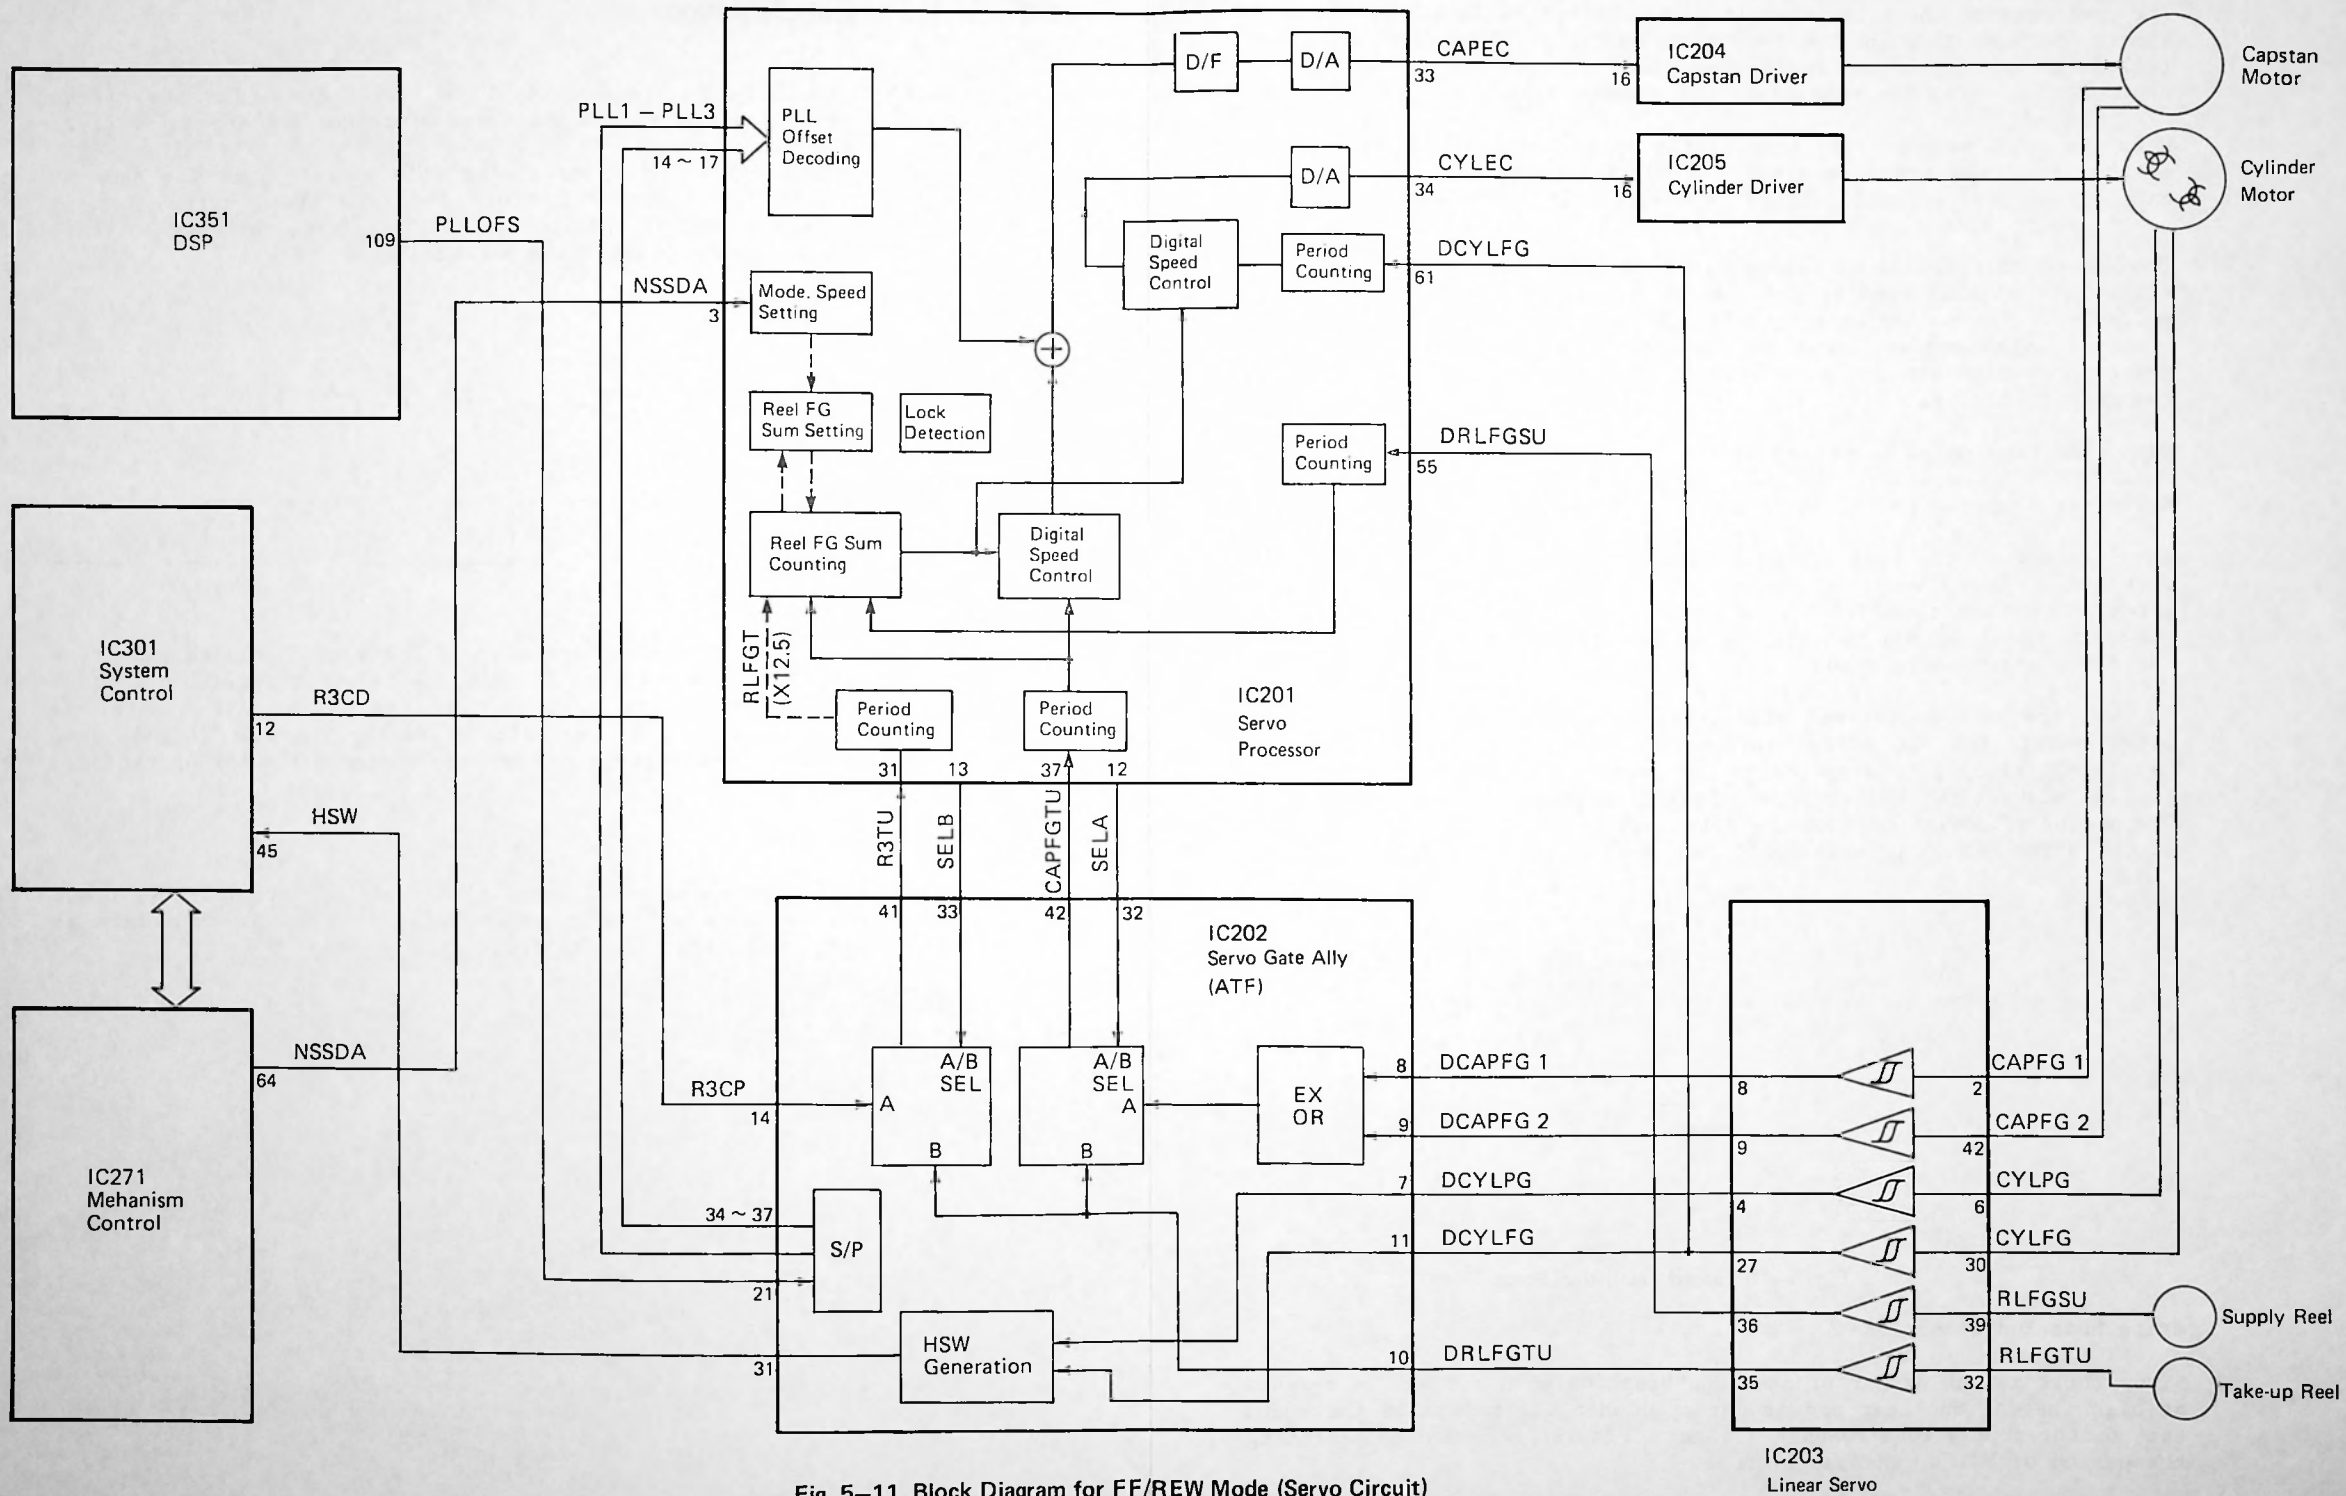 IC351
DSP
109
PLLOFS
IC301
System
Control
R3CD
12
HSW
45
IC271
Mehanism
Control
NSSDA
64
PLL1 – PLL3
14 ~ 17
NSSDA
3
PLL
Offset
Decoding
Mode. Speed
Setting
Reel FG
Sum Setting
Lock
Detection
Reel FG Sum
Counting
Digital
Speed
Control
RLFGT
(X12.5)
Period
Counting
Period
Counting
31
13
37
12
IC201
Servo
Processor
D/F
D/A
CAPEC
33
D/A
CYLEC
34
Digital
Speed
Control
Period
Counting
DCYLFG
61
Period
Counting
DRLFGSU
55
16
IC204
Capstan Driver
16
IC205
Cylinder Driver
Capstan
Motor
Cylinder
Motor
R3TU
SELB
CAPFGTU
SELA
41
33
42
32
IC202
Servo Gate Ally
(ATF)
R3CP
14
A
A/B
SEL
B
A/B
SEL
A
B
EX
OR
34 ~ 37
S/P
21
HSW
Generation
31
8
DCAPFG 1
9
DCAPFG 2
7
DCYLPG
11
DCYLFG
10
DRLFGTU
8
2
CAPFG 1
9
42
CAPFG 2
4
6
CYLPG
27
30
CYLFG
36
39
RLFGSU
35
32
RLFGTU
Supply Reel
Take-up Reel
IC203
Linear Servo
Fig. 5–11 Block Diagram for FF/REW Mode (Servo Circuit)